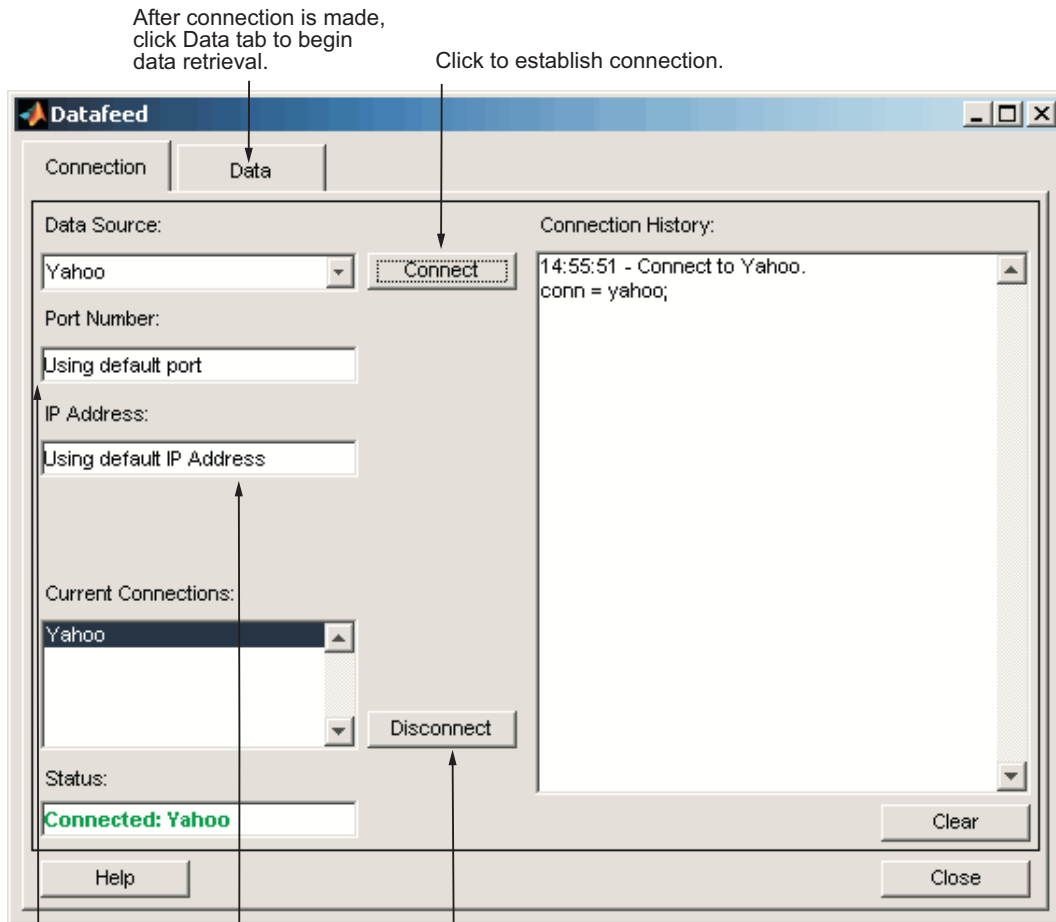 After connection is made,
click Data tab to begin
data retrieval.
Click to establish connection.
Datafeed
Connection
Data
Data Source:
Yahoo
Connect
Port Number:
Using default port
IP Address:
Using default IP Address
Current Connections:
Yahoo
Disconnect
Status:
Connected: Yahoo
Connection History:
14:55:51 - Connect to Yahoo.
conn = yahoo;
Clear
Help
Close